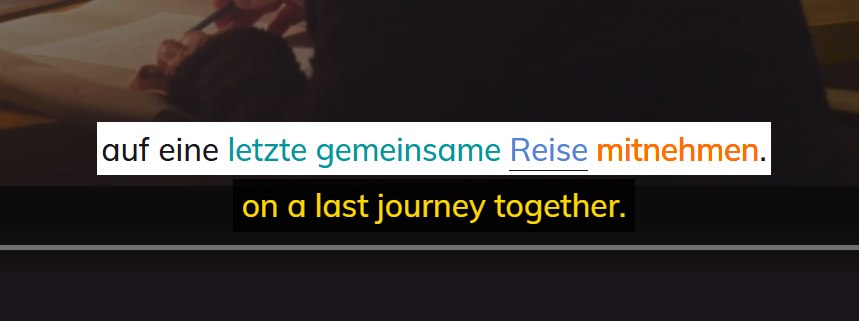 auf eine letzte gemeinsame Reise mitnehmen.
on a last journey together.